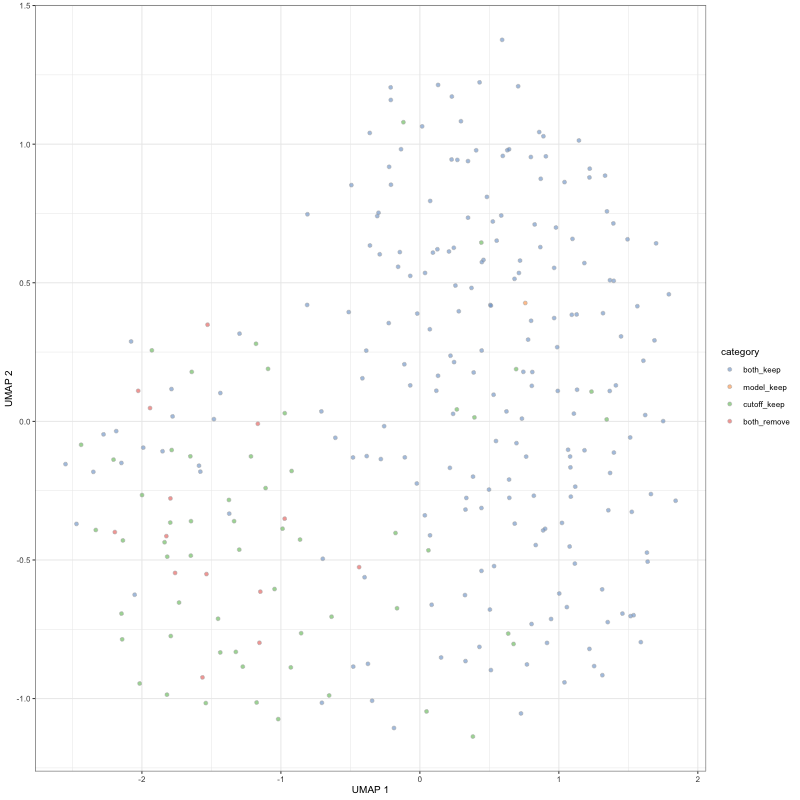 1.5
1.0
0.5
0.0
-0.5
-1.0
UMAP 2
-2
-1
0
1
2
UMAP 1
category
both_keep
model_keep
cutoff_keep
both_remove